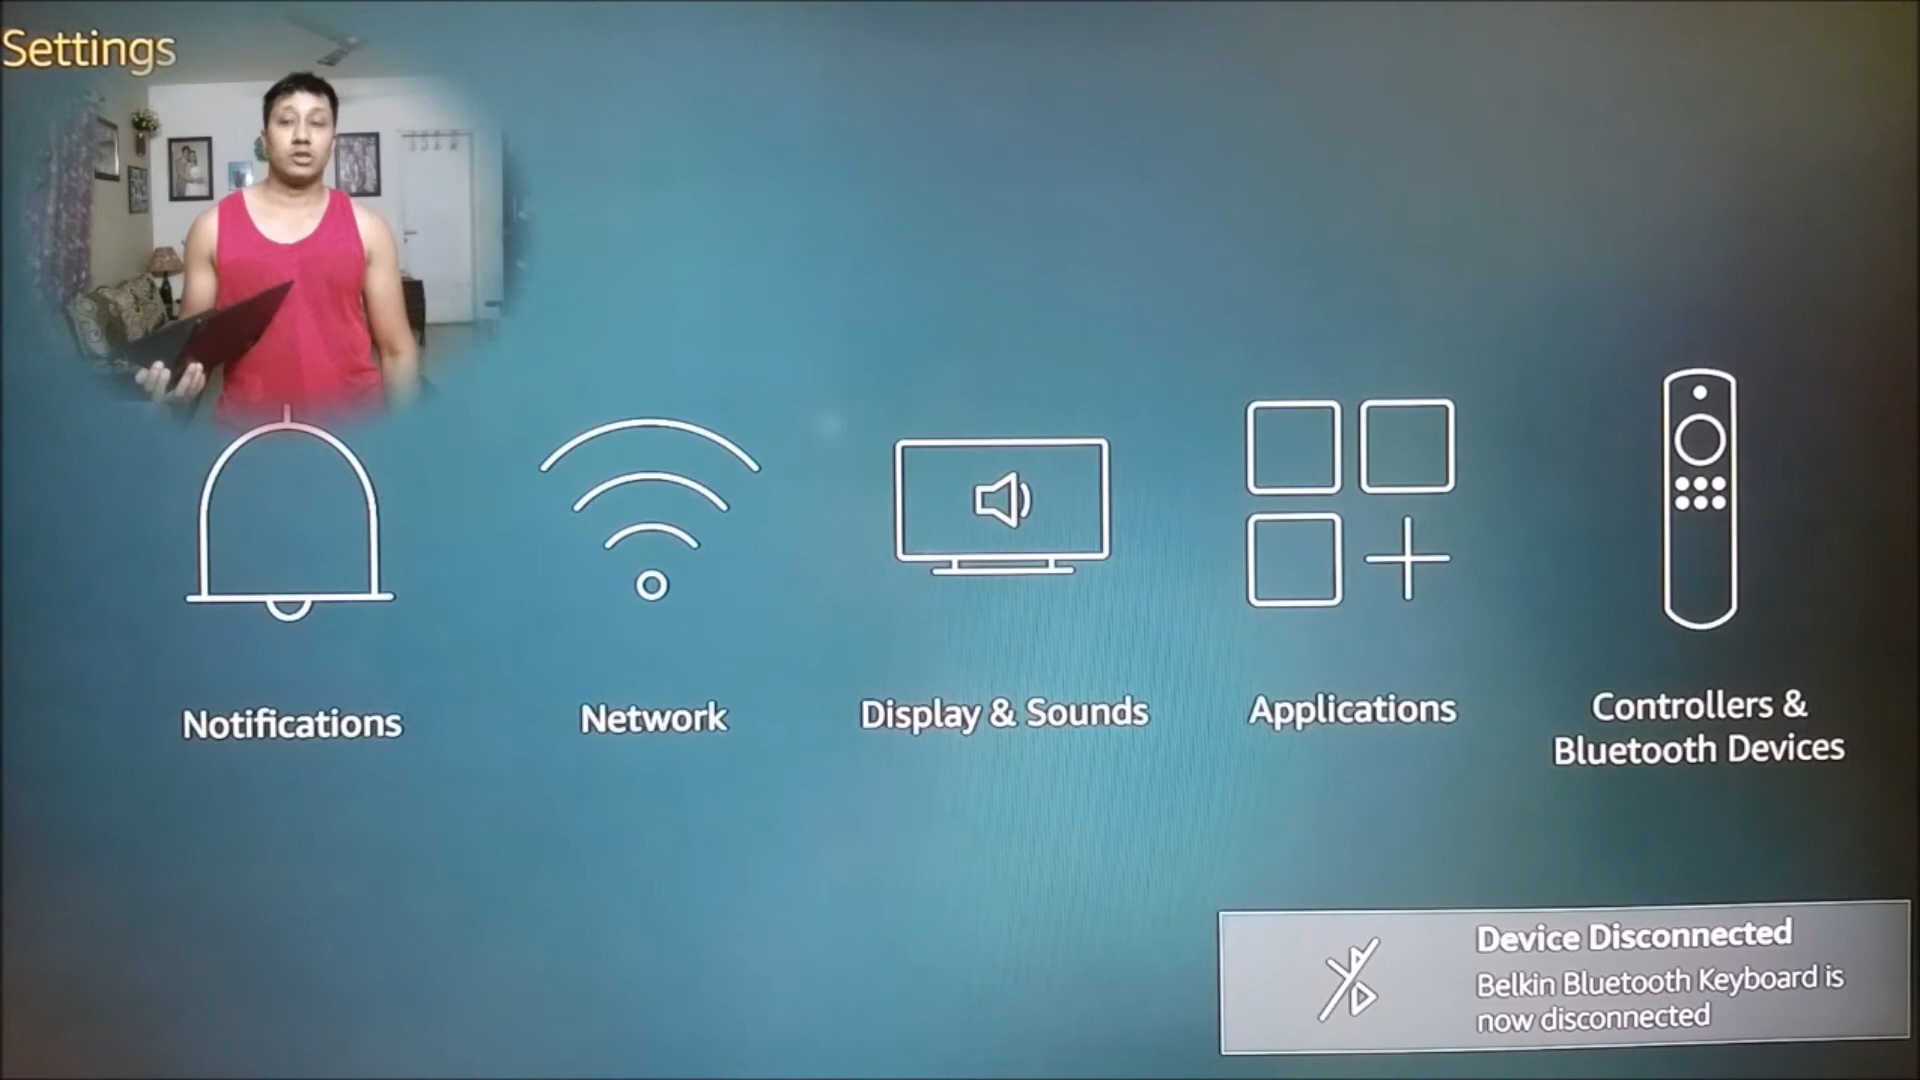 Settings
Notifications
Network
Display & Sounds
Applications
Controllers &
Bluetooth Devices
Device Disconnected
Belkin Bluetooth Keyboard is
now disconnected